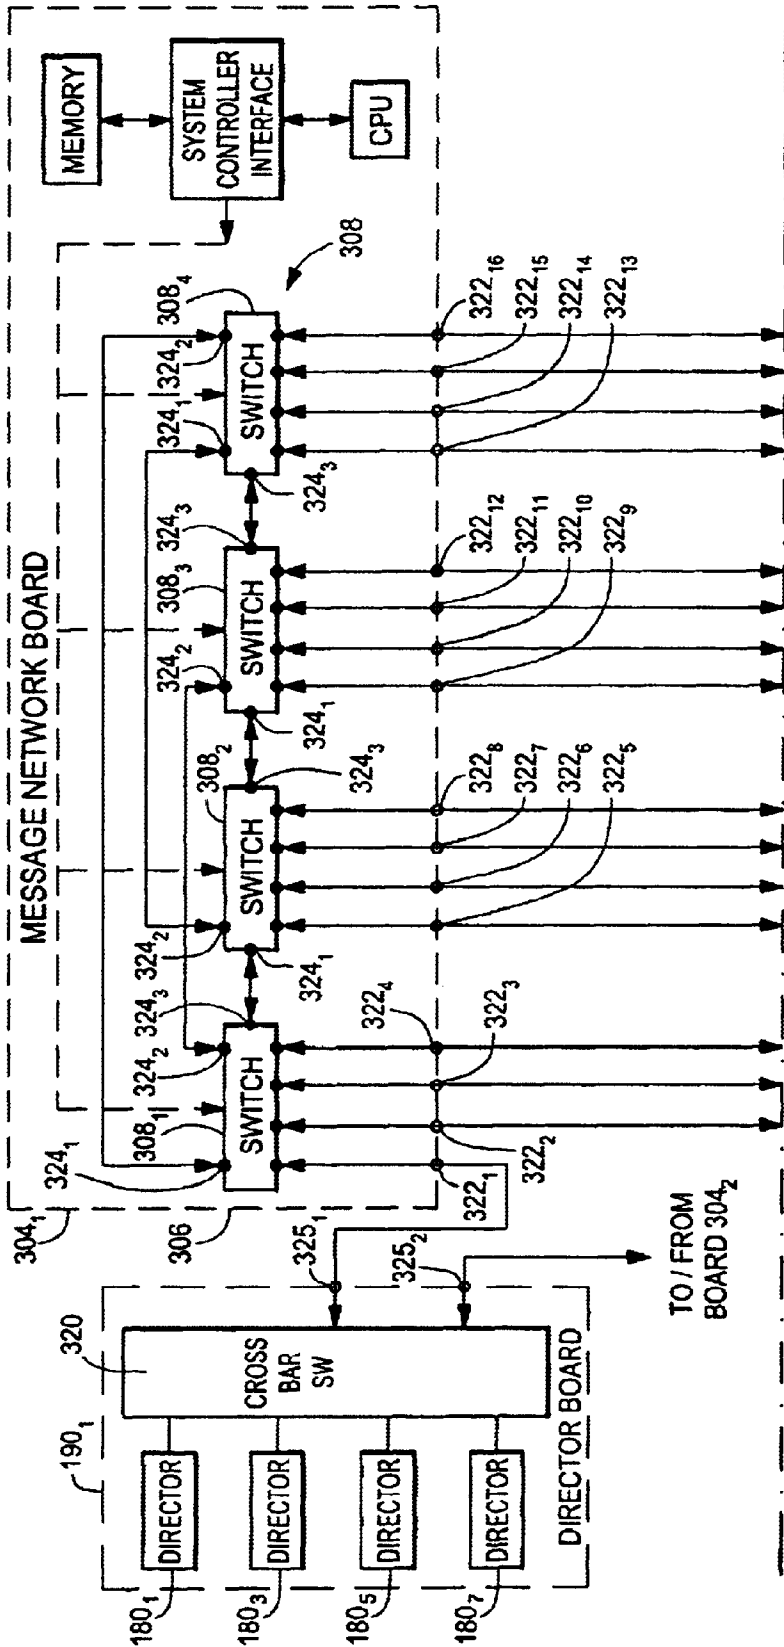 304₁
MESSAGE NETWORK BOARD
MEMORY
SYSTEM
CONTROLLER
INTERFACE
CPU
306
324₁
308₁
324₂
324₃
SWITCH
324₂
308₂
324₁
SWITCH
324₃
324₂
308₃
324₃
324₁
SWITCH
324₁
324₂
308₄
324₃
SWITCH
308
322₁
322₂
322₃
322₄
322₅
322₆
322₇
322₈
322₉
322₁₀
322₁₁
322₁₂
322₁₃
322₁₄
322₁₅
322₁₆
190₁
320
325₁
325₂
CROSS
BAR
SW
DIRECTOR
DIRECTOR
DIRECTOR
DIRECTOR
180₁
180₃
180₅
180₇
DIRECTOR BOARD
TO / FROM
BOARD 304₂